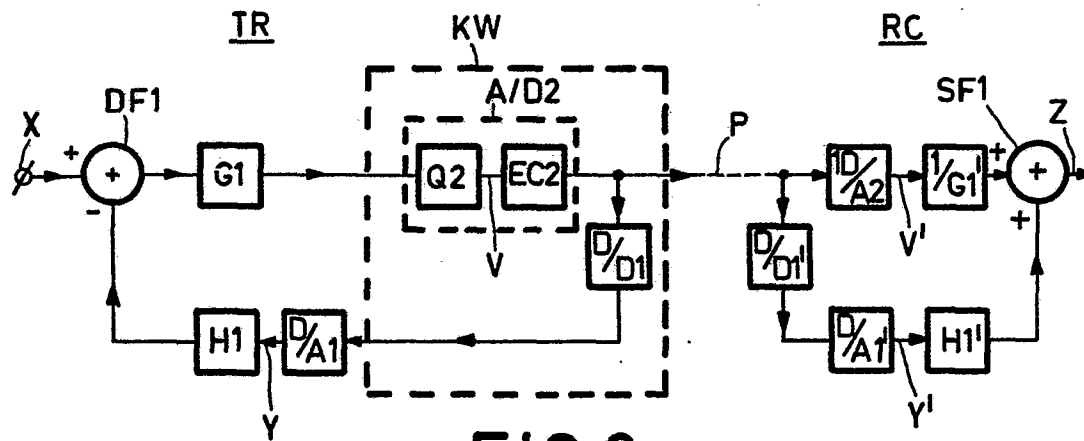 TR
KW
RC
A/D2
DF1
SF1
X
Z
P
+
+
G1
Q2
EC2
1D/A2
1/G1'
+
+
-
V
V'
+
D/D1
D/D1'
H1
D/A1
D/A1'
H1'
Y
Y'